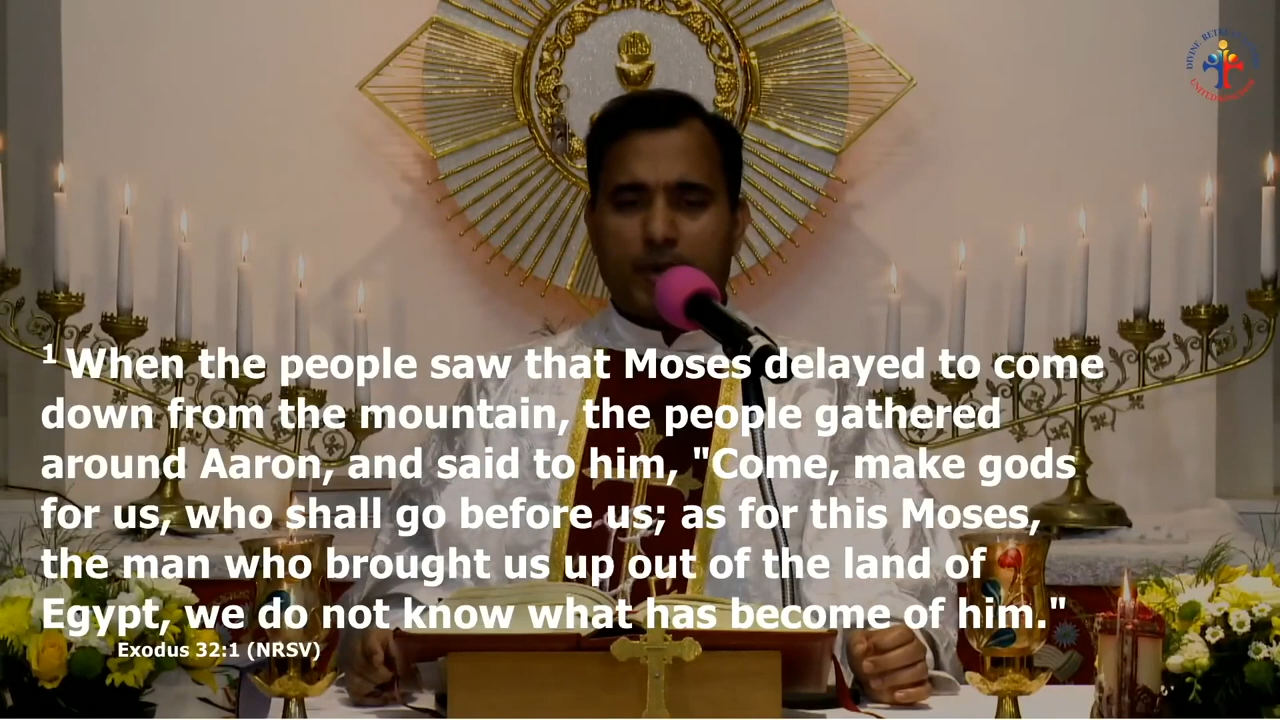 DIVINE RETREAT
UNITED
1 When the people saw that Moses delayed to come
down from the mountain, the people gathered
around Aaron, and said to him, "Come, make gods
for us, who shall go before us; as for this Moses,
the man who brought us up out of the land of
Egypt, we do not know what has become of him."
Exodus 32:1 (NRSV)